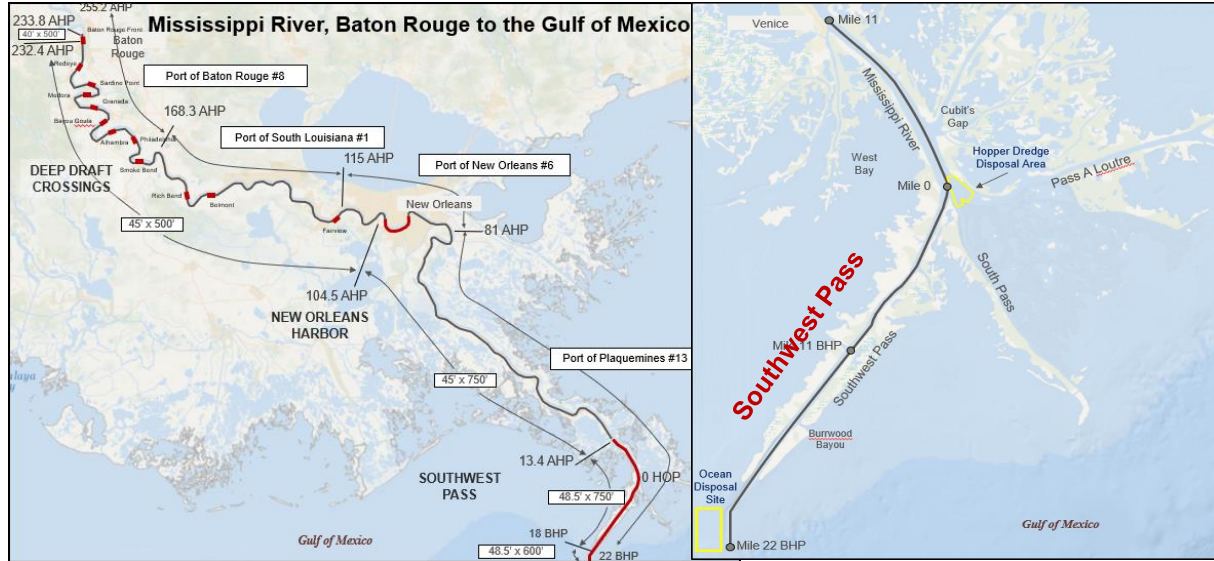 255.2 AHP
Mississippi River, Baton Rouge to the Gulf of Mexico
233.8 AHP
40' x 500'
Baton Rouge Front
Baton
Rouge
232.4 AHP
Redeye
Port of Baton Rouge #8
Sardine Point
Medora
Granada
168.3 AHP
Bayou Goula
Port of South Louisiana #1
Philadelphia
Alhambra
115 AHP
Port of New Orleans #6
Smoke Bend
DEEP DRAFT
CROSSINGS
Rich Bend
Belmont
New Orleans
45' x 500'
Fairview
81 AHP
104.5 AHP
NEW ORLEANS
HARBOR
Port of Plaquemines #13
45' x 750'
13.4 AHP
SOUTHWEST
PASS
0 HOP
48.5' x 750'
18 BHP
Gulf of Mexico
48.5' x 600'
22 BHP
Venice
Mile 11
Mississippi River
Cubit's
Gap
West
Bay
Hopper Dredge
Disposal Area
Pass A Loutre
Mile 0
Southwest Pass
South Pass
Mile 11 BHP
Southwest Pass
Burrwood
Bayou
Ocean
Disposal
Site
Gulf of Mexico
Mile 22 BHP